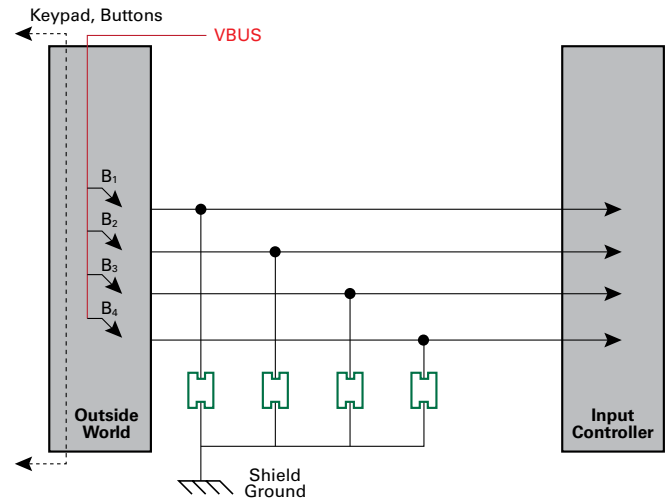 Keypad, Buttons
VBUS
B₁
B₂
B₃
B₄
Outside
World
Input
Controller
Shield
Ground